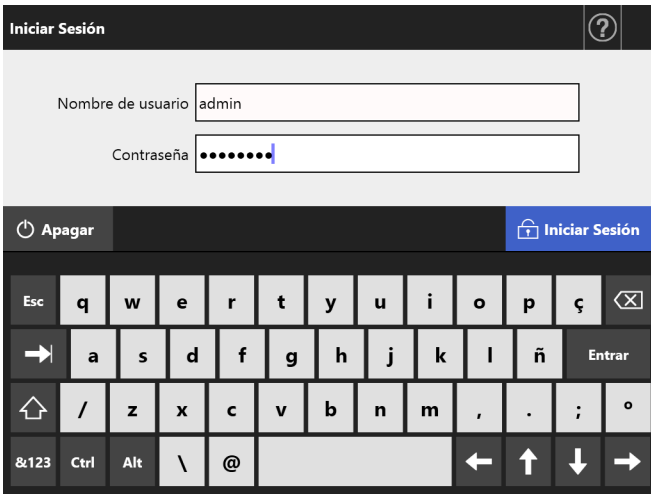 Iniciar Sesión ?
Nombre de usuario admin
Contraseña ••••••••
Apagar Iniciar Sesión
Esc q w e r t y u i o p ç
a s d f g h j k l ñ Entrar
/ z x c v b n m , . ; º
&123 Ctrl Alt \ @